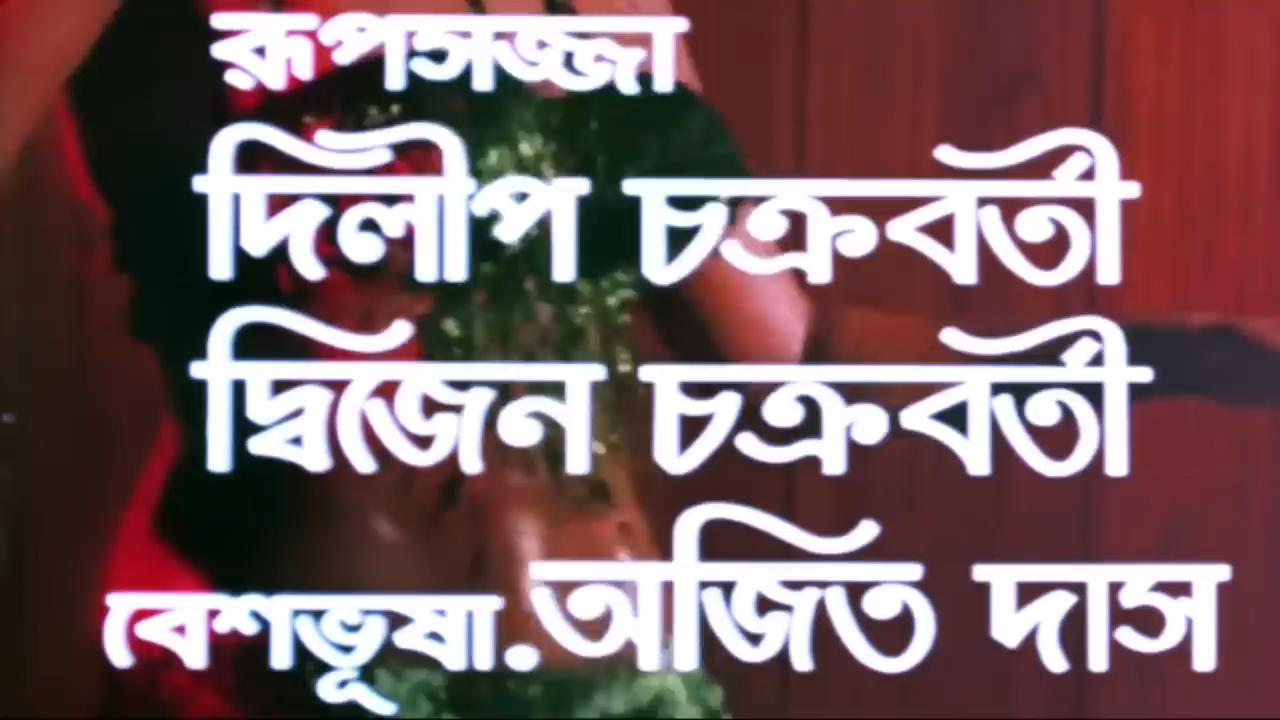 রূপসজ্জা
দিলীপ চক্রবর্তী
দ্বিজেন চক্রবর্তী
বেশভূষা. অজিত দাস